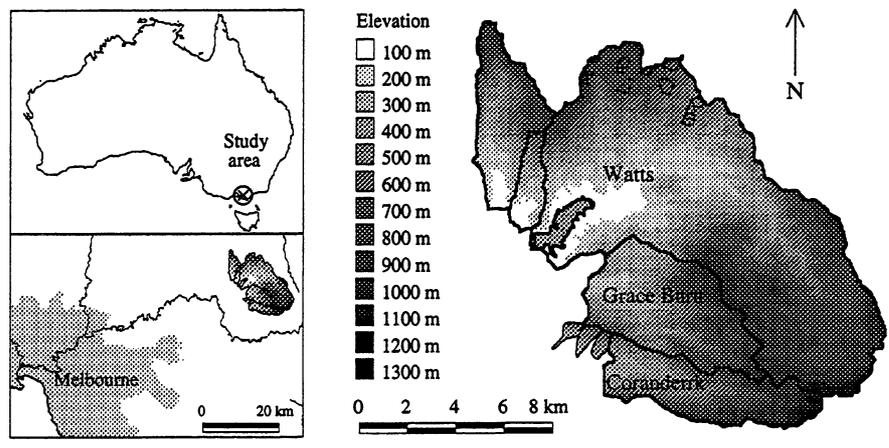 Study
area
Melbourne
0 20 km
Elevation
100 m
200 m
300 m
400 m
500 m
600 m
700 m
800 m
900 m
1000 m
1100 m
1200 m
1300 m
0 2 4 6 8 km
N
Watts
Grace Burn
Coranderrk